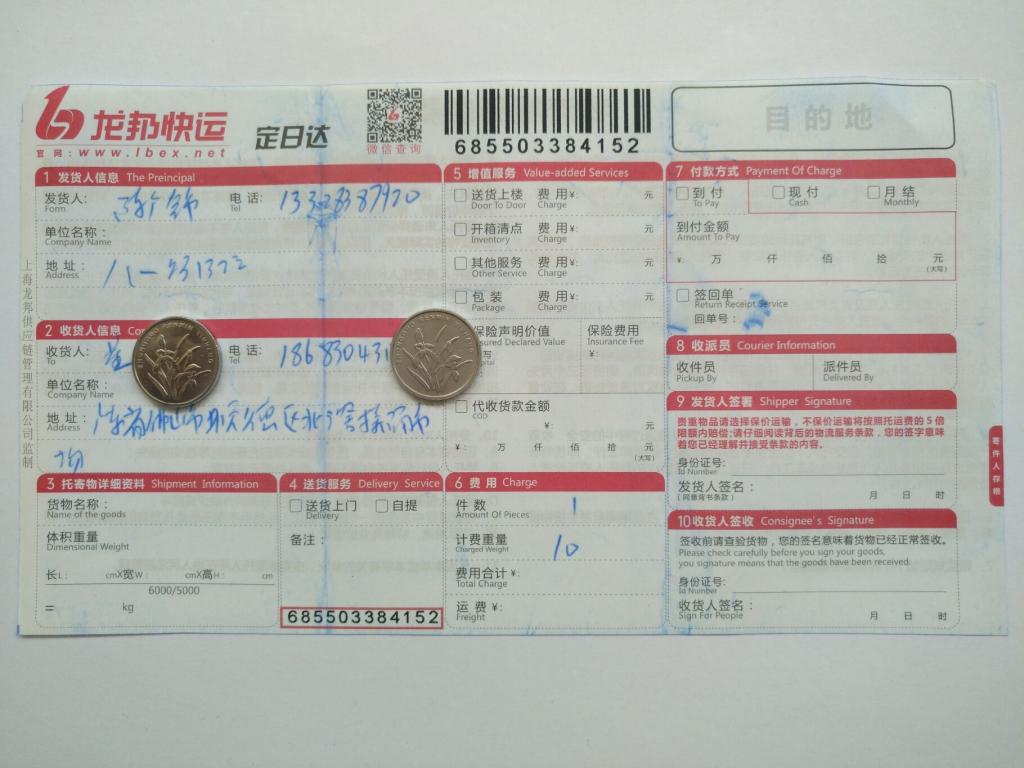 龙邦快运
官网:www.lbex.net
定日达
微信查询
685503384152
目的地
上海龙邦供应链管理有限公司监制
1 发货人信息 The Preincipal
发货人:
Form
电话: 13328387920
Tel
单位名称:
Company Name
地址: 八一
Address
2 收货人信息 Co
收货人:
To
电话: 186830431
Tel
单位名称:
Company Name
地址:
Address
3 托寄物详细资料 Shipment Information
货物名称:
Name of the goods
体积重量
Dimensional Weight
长L: cmX宽W: cmX高H: cm
6000/5000
= kg
4 送货服务 Delivery Service
送货上门 自提
Delivery
备注:
685503384152
5 增值服务 Value-added Services
送货上楼 费用¥: 元
Door To Door Charge
开箱清点 费用¥: 元
Inventory Charge
其他服务 费用¥: 元
Other Service Charge
包装 费用¥: 元
Package Charge
保险声明价值 保险费用
sured Declared Value Insurance Fee
¥:
代收货款金额
COD ¥: 元
¥: 万 仟 佰 拾 元
(大写)
6 费用 Charge
件数 1
Amount Of Pieces
计费重量 10
Charged Weight
费用合计 ¥:
Total Charge
运费 ¥:
Freight
7 付款方式 Payment Of Charge
到付 现付 月结
To Pay Cash Monthly
到付金额
Amount To Pay
¥: 万 仟 佰 拾 元
(大写)
签回单
Return Receipt Service
回单号:
8 收派员 Courier Information
收件员 派件员
Pickup By Delivered By
9 发货人签署 Shipper Signature
贵重物品请选择保价运输,不保价运输将按照托运费的5倍
限额内赔偿;请仔细阅读背后的物流服务条款,您的签字意味
着您已经理解并接受条款的内容。
身份证号:
Id Number
发货人签名:
(同意背书条款) 月 日 时
10 收货人签收 Consignee's Signature
签收前请查验货物,您的签名意味着货物已经正常签收。
Please check carefully before you sign your goods,
you signature means that the goods have been received.
身份证号:
Id Number
收货人签名:
Sign For People 月 日 时
寄件人存根